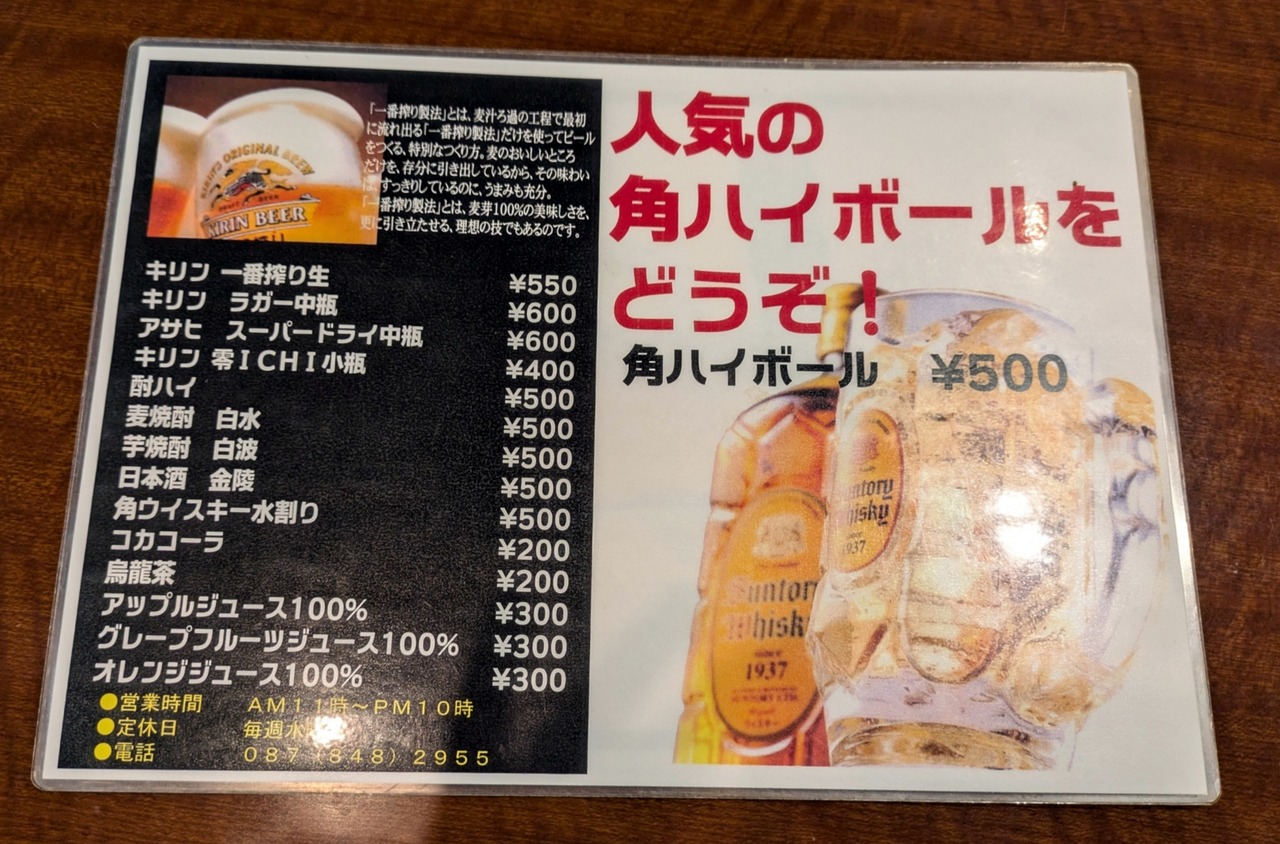 KIRIN'S ORIGINAL BREW
KIRIN BEER
「一番搾り製法」とは、麦汁ろ過の工程で最初
に流れ出る「一番搾り製法」だけを使ってビール
をつくる、特別なつくり方。麦のおいしいところ
だけを、存分に引き出しているから、その味わい
は、すっきりしているのに、うまみも充分。
「一番搾り製法」とは、麦芽100%の美味しさを、
更に引き立たせる、理想の技でもあるのです。
キリン 一番搾り生 ¥550
キリン ラガー中瓶 ¥600
アサヒ スーパードライ中瓶 ¥600
キリン 零ICHI小瓶 ¥400
酎ハイ ¥500
麦焼酎 白水 ¥500
芋焼酎 白波 ¥500
日本酒 金陵 ¥500
角ウイスキー水割り ¥500
コカコーラ ¥200
烏龍茶 ¥200
アップルジュース100% ¥300
グレープフルーツジュース100% ¥300
オレンジジュース100% ¥300
●営業時間 AM11時~PM10時
●定休日 毎週水
●電話 087(848)2955
人気の
角ハイボールを
どうぞ!
角ハイボール ¥500
Suntory
Whisky
1937
Suntory
Whisky
SINCE
1937